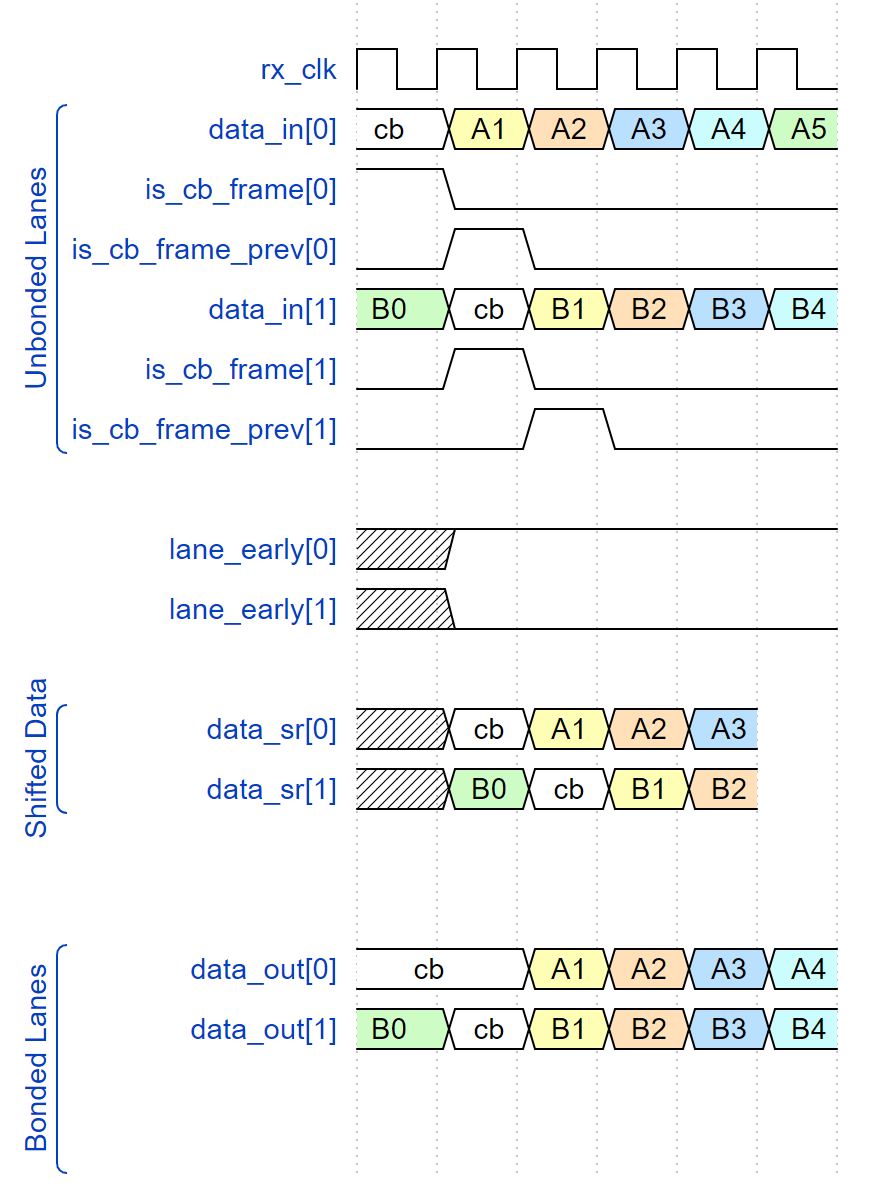 rx_clk
Unbonded Lanes
data_in[0] cb A1 A2 A3 A4 A5
is_cb_frame[0]
is_cb_frame_prev[0]
data_in[1] B0 cb B1 B2 B3 B4
is_cb_frame[1]
is_cb_frame_prev[1]
lane_early[0]
lane_early[1]
Shifted Data
data_sr[0] cb A1 A2 A3
data_sr[1] B0 cb B1 B2
Bonded Lanes
data_out[0] cb A1 A2 A3 A4
data_out[1] B0 cb B1 B2 B3 B4